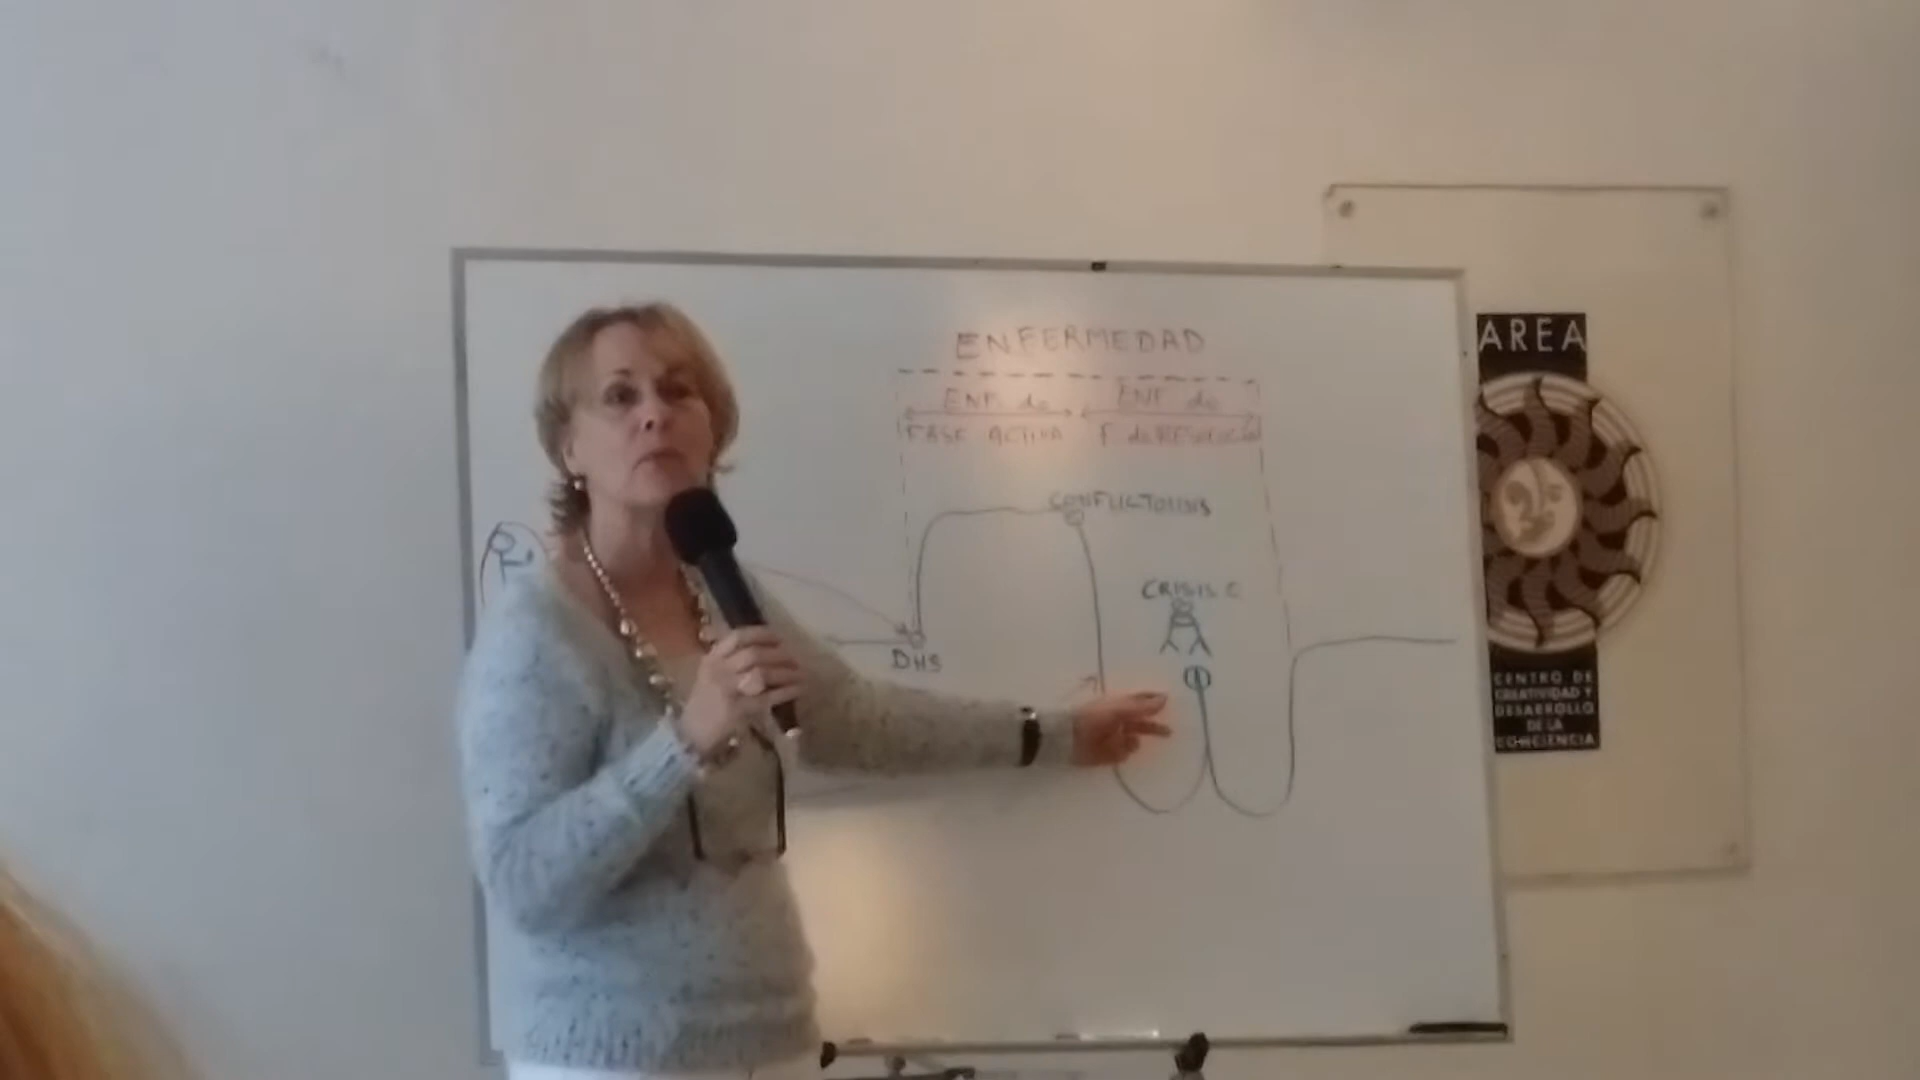 ENFERMEDAD
ENF. de ENF de
FASE ACTIVA F. de RESOLUCIO
CONFLICTOLISIS
CRISIS E
DHS
AREA
CENTRO DE
CREATIVIDAD Y
DESARROLLO
DE LA
CONCIENCIA